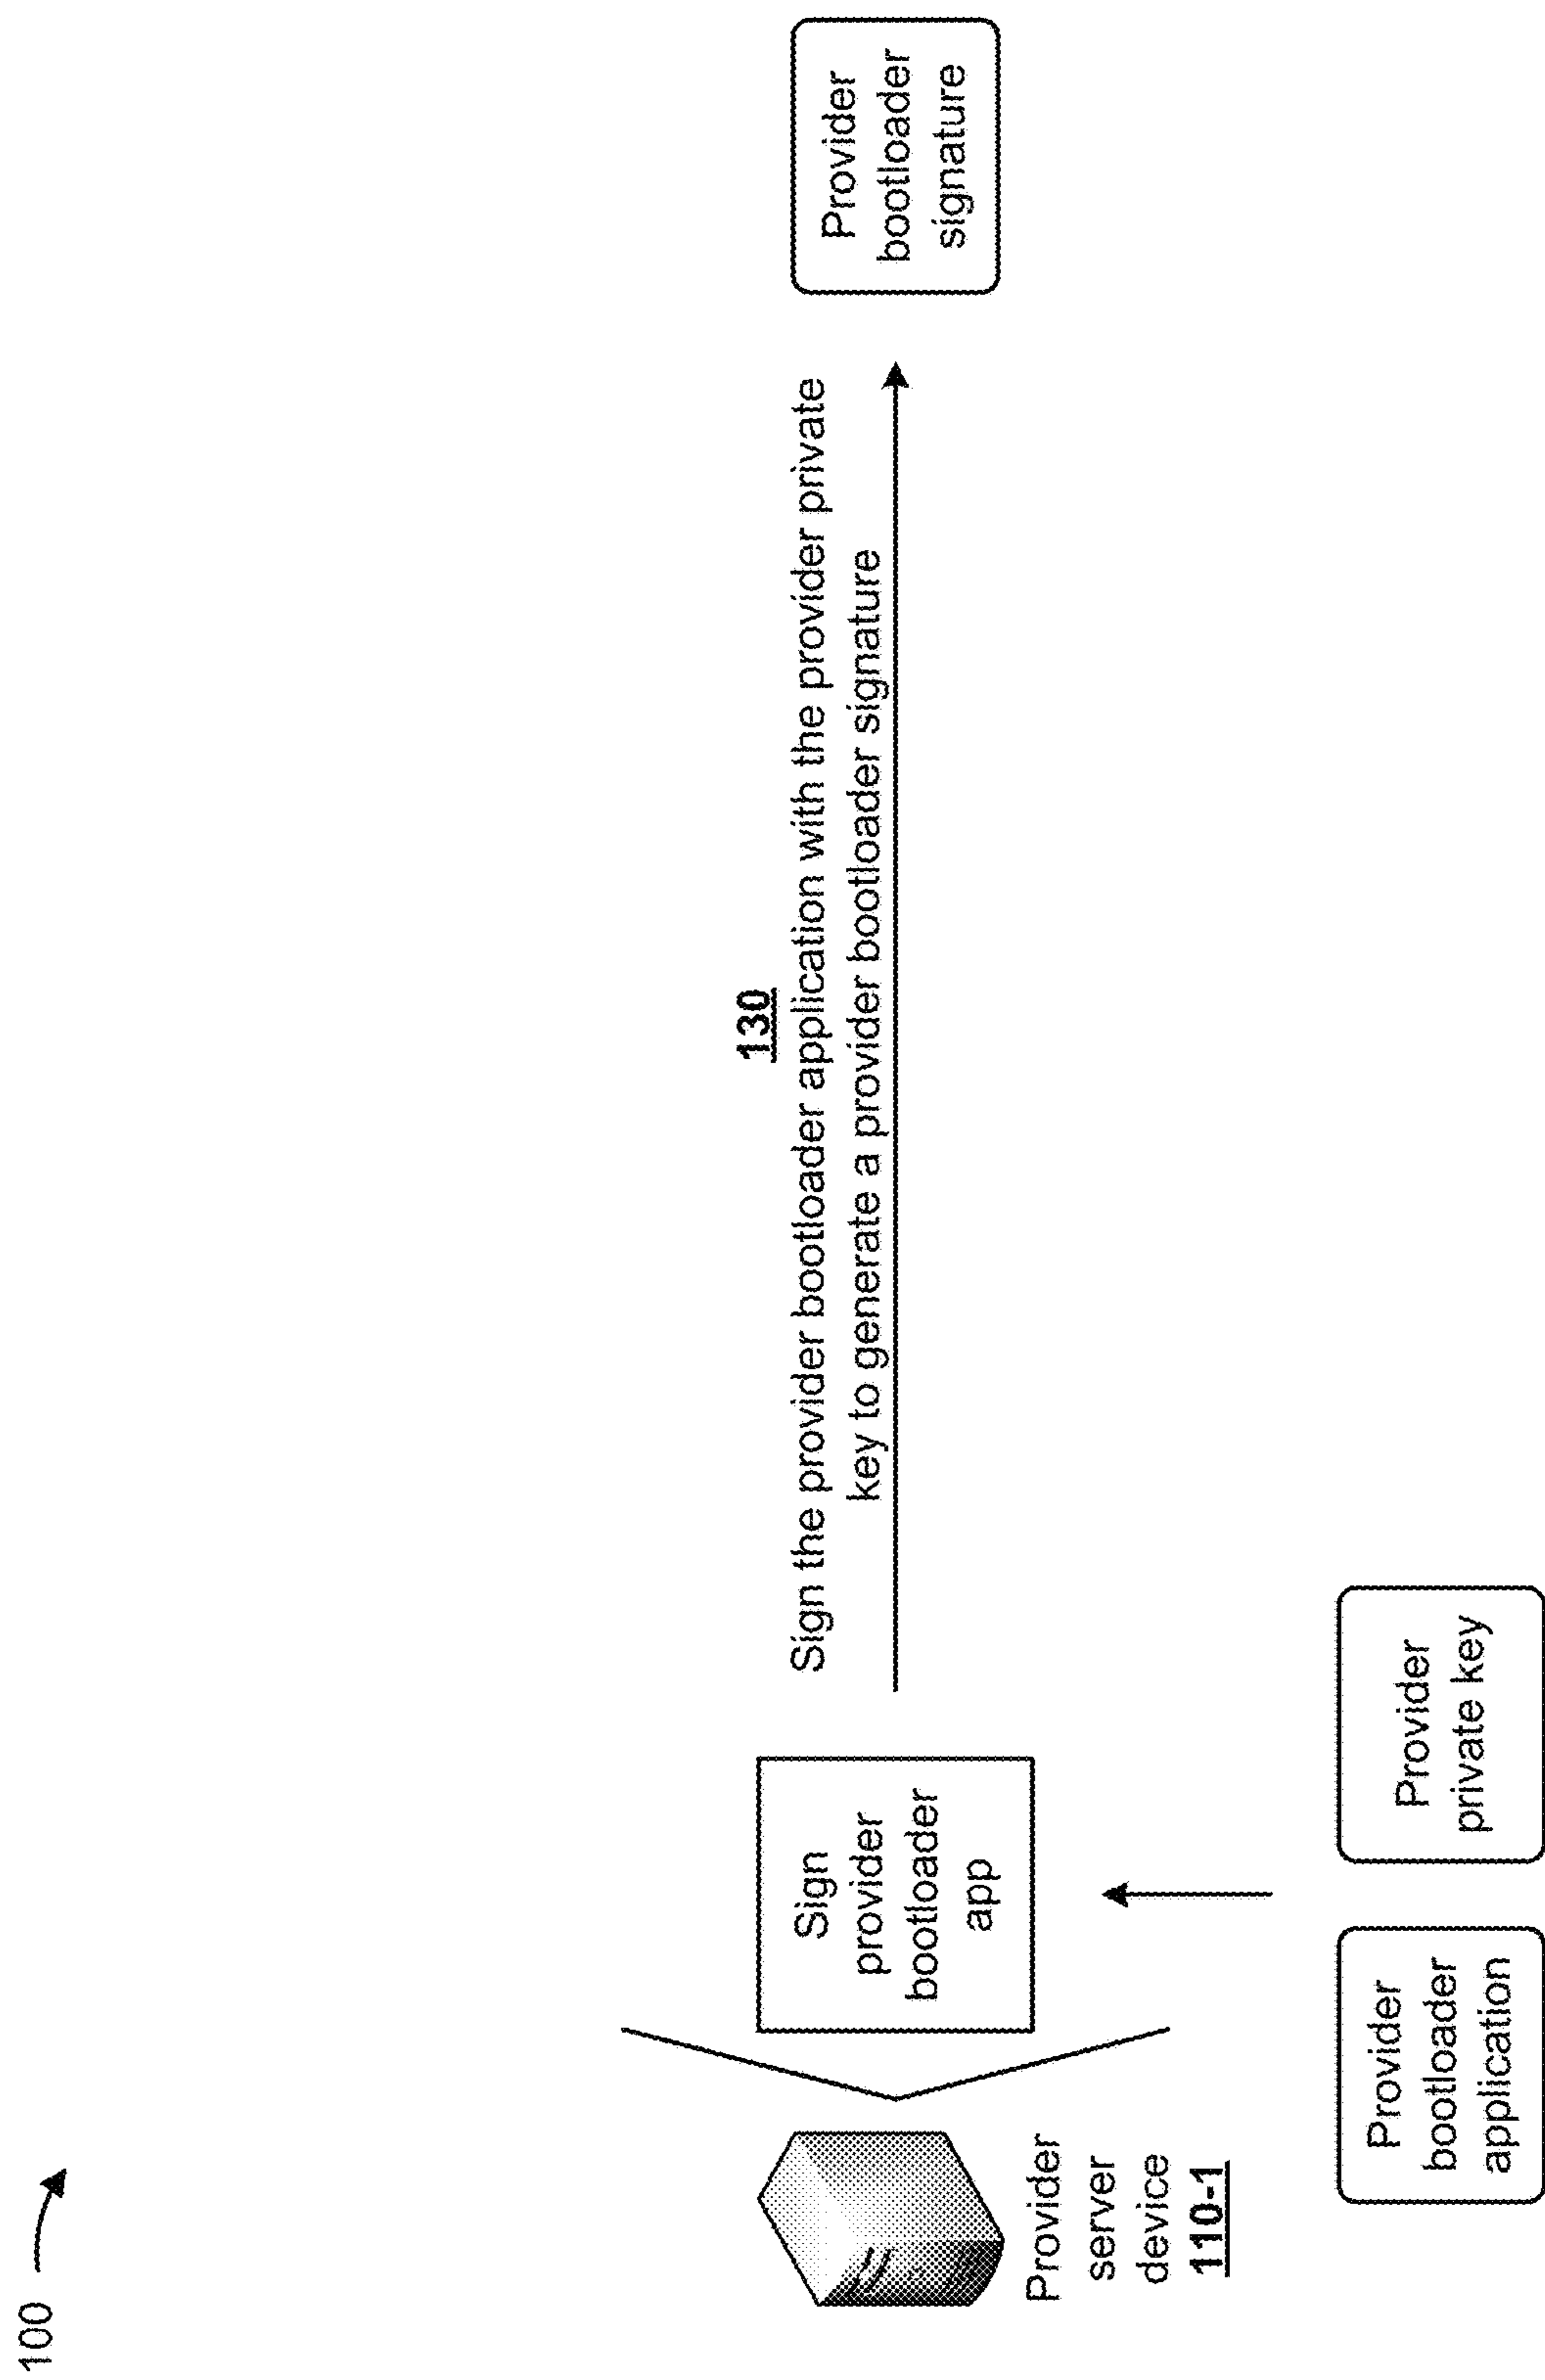 100
130
Sign the provider bootloader application with the provider private
key to generate a provider bootloader signature
Provider
bootloader
signature
Sign
provider
bootloader
app
Provider
server
device
110-1
Provider
bootloader
application
Provider
private key